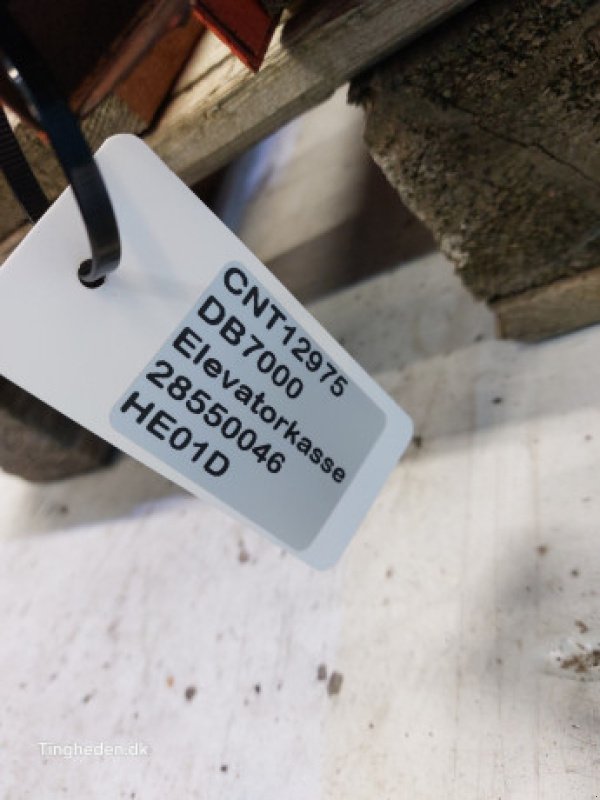 CNT12975
DB7000
Elevatorkasse
28550046
HE01D
Tingheden.dk